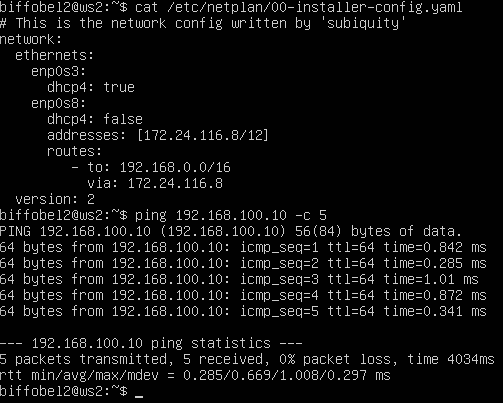 biffobel2@ws2:~$ cat /etc/netplan/00-installer-config.yaml
# This is the network config written by 'subiquity'
network:
  ethernets:
    enp0s3:
      dhcp4: true
    enp0s8:
      dhcp4: false
      addresses: [172.24.116.8/12]
      routes:
         - to: 192.168.0.0/16
           via: 172.24.116.8
  version: 2
biffobel2@ws2:~$ ping 192.168.100.10 -c 5
PING 192.168.100.10 (192.168.100.10) 56(84) bytes of data.
64 bytes from 192.168.100.10: icmp_seq=1 ttl=64 time=0.842 ms
64 bytes from 192.168.100.10: icmp_seq=2 ttl=64 time=0.285 ms
64 bytes from 192.168.100.10: icmp_seq=3 ttl=64 time=1.01 ms
64 bytes from 192.168.100.10: icmp_seq=4 ttl=64 time=0.872 ms
64 bytes from 192.168.100.10: icmp_seq=5 ttl=64 time=0.341 ms

--- 192.168.100.10 ping statistics ---
5 packets transmitted, 5 received, 0% packet loss, time 4034ms
rtt min/avg/max/mdev = 0.285/0.669/1.008/0.297 ms
biffobel2@ws2:~$ _